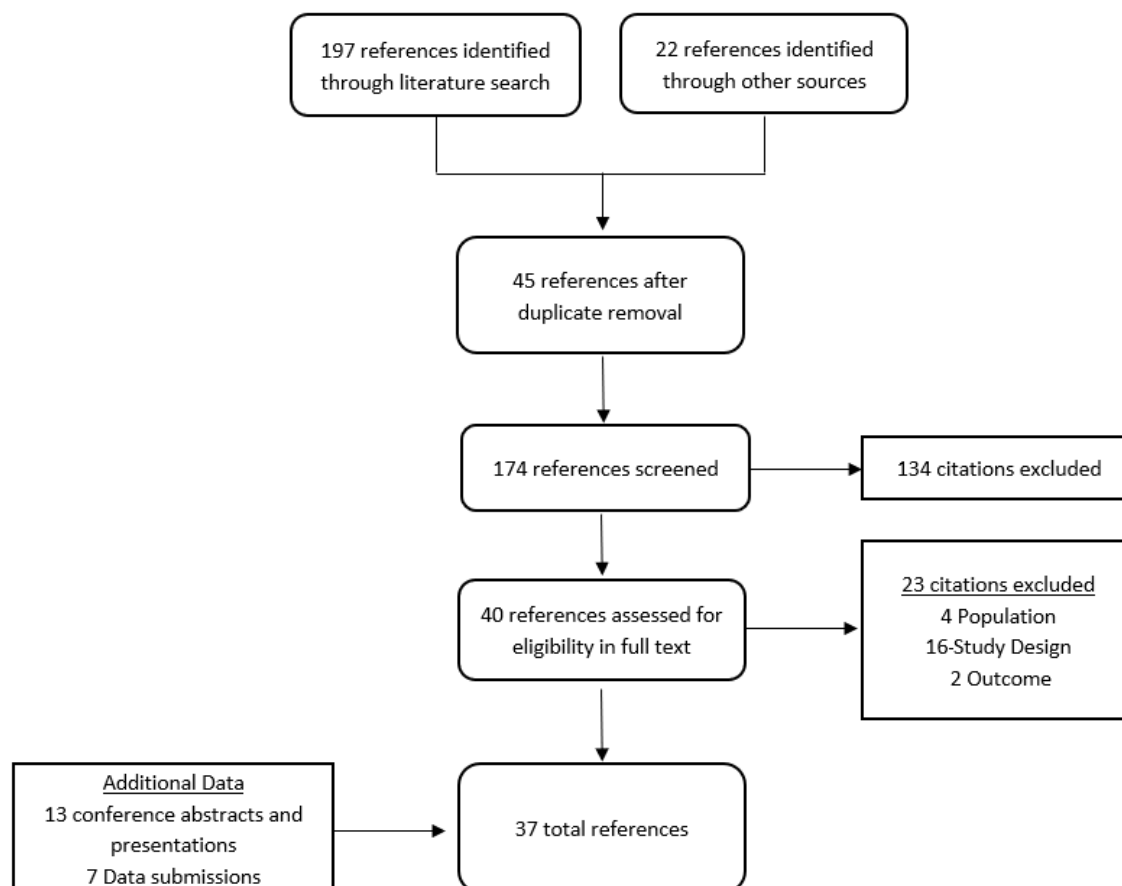 197 references identified
through literature search
22 references identified
through other sources
45 references after
duplicate removal
174 references screened
134 citations excluded
40 references assessed for
eligibility in full text
23 citations excluded
4 Population
16-Study Design
2 Outcome
Additional Data
13 conference abstracts and
presentations
7 Data submissions
37 total references